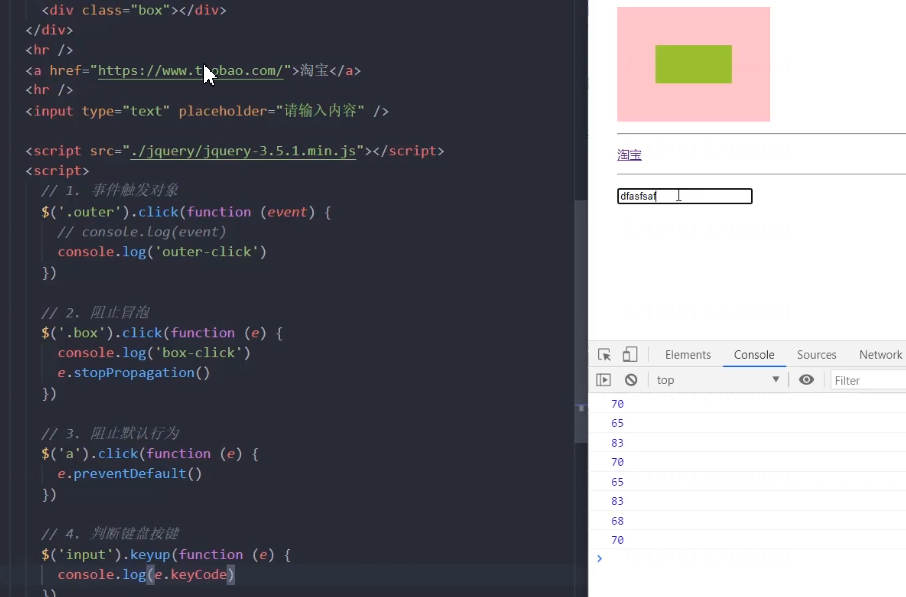 <div class="box"></div>
</div>
<hr />
<a href="https://www.taobao.com/">淘宝</a>
<hr />
<input type="text" placeholder="请输入内容" />
<script src="./jquery/jquery-3.5.1.min.js"></script>
<script>
// 1. 事件触发对象
$('.outer').click(function (event) {
// console.log(event)
console.log('outer-click')
})
// 2. 阻止冒泡
$('.box').click(function (e) {
console.log('box-click')
e.stopPropagation()
})
// 3. 阻止默认行为
$('a').click(function (e) {
e.preventDefault()
})
// 4. 判断键盘按键
$('input').keyup(function (e) {
console.log(e.keyCode)
})
淘宝
dfasfsaf
Elements Console Sources Network
top Filter
70
65
83
70
65
83
68
70